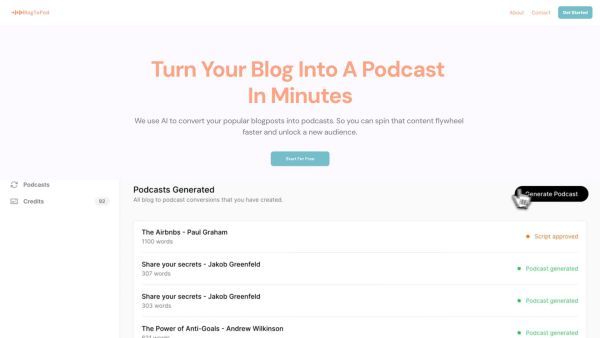 BlogToPod
About
Contact
Get Started
Turn Your Blog Into A Podcast
In Minutes
We use AI to convert your popular blogposts into podcasts. So you can spin that content flywheel
faster and unlock a new audience.
Start For Free
Podcasts
Credits
92
Podcasts Generated
All blog to podcast conversions that you have created.
Generate Podcast
The Airbnbs - Paul Graham
1100 words
Script approved
Share your secrets - Jakob Greenfeld
307 words
Podcast generated
Share your secrets - Jakob Greenfeld
303 words
Podcast generated
The Power of Anti-Goals - Andrew Wilkinson
Podcast generated
words